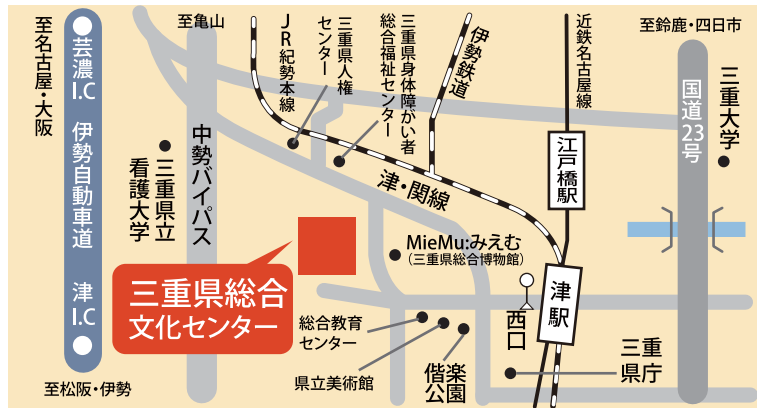 至名古屋・大阪
芸濃
I.C
伊勢自動車道
津
I.C
至松阪・伊勢
至亀山
中勢バイパス
三重県立
看護大学
JR紀勢本線
三重県人権
センター
三重県身体障がい者
総合福祉センター
伊勢鉄道
近鉄名古屋線
至鈴鹿・四日市
国道23号
三重大学
江戸橋駅
津・関線
MieMu:みえむ
(三重県総合博物館)
三重県総合
文化センター
津駅
西口
総合教育
センター
県立美術館
偕楽
公園
三重
県庁